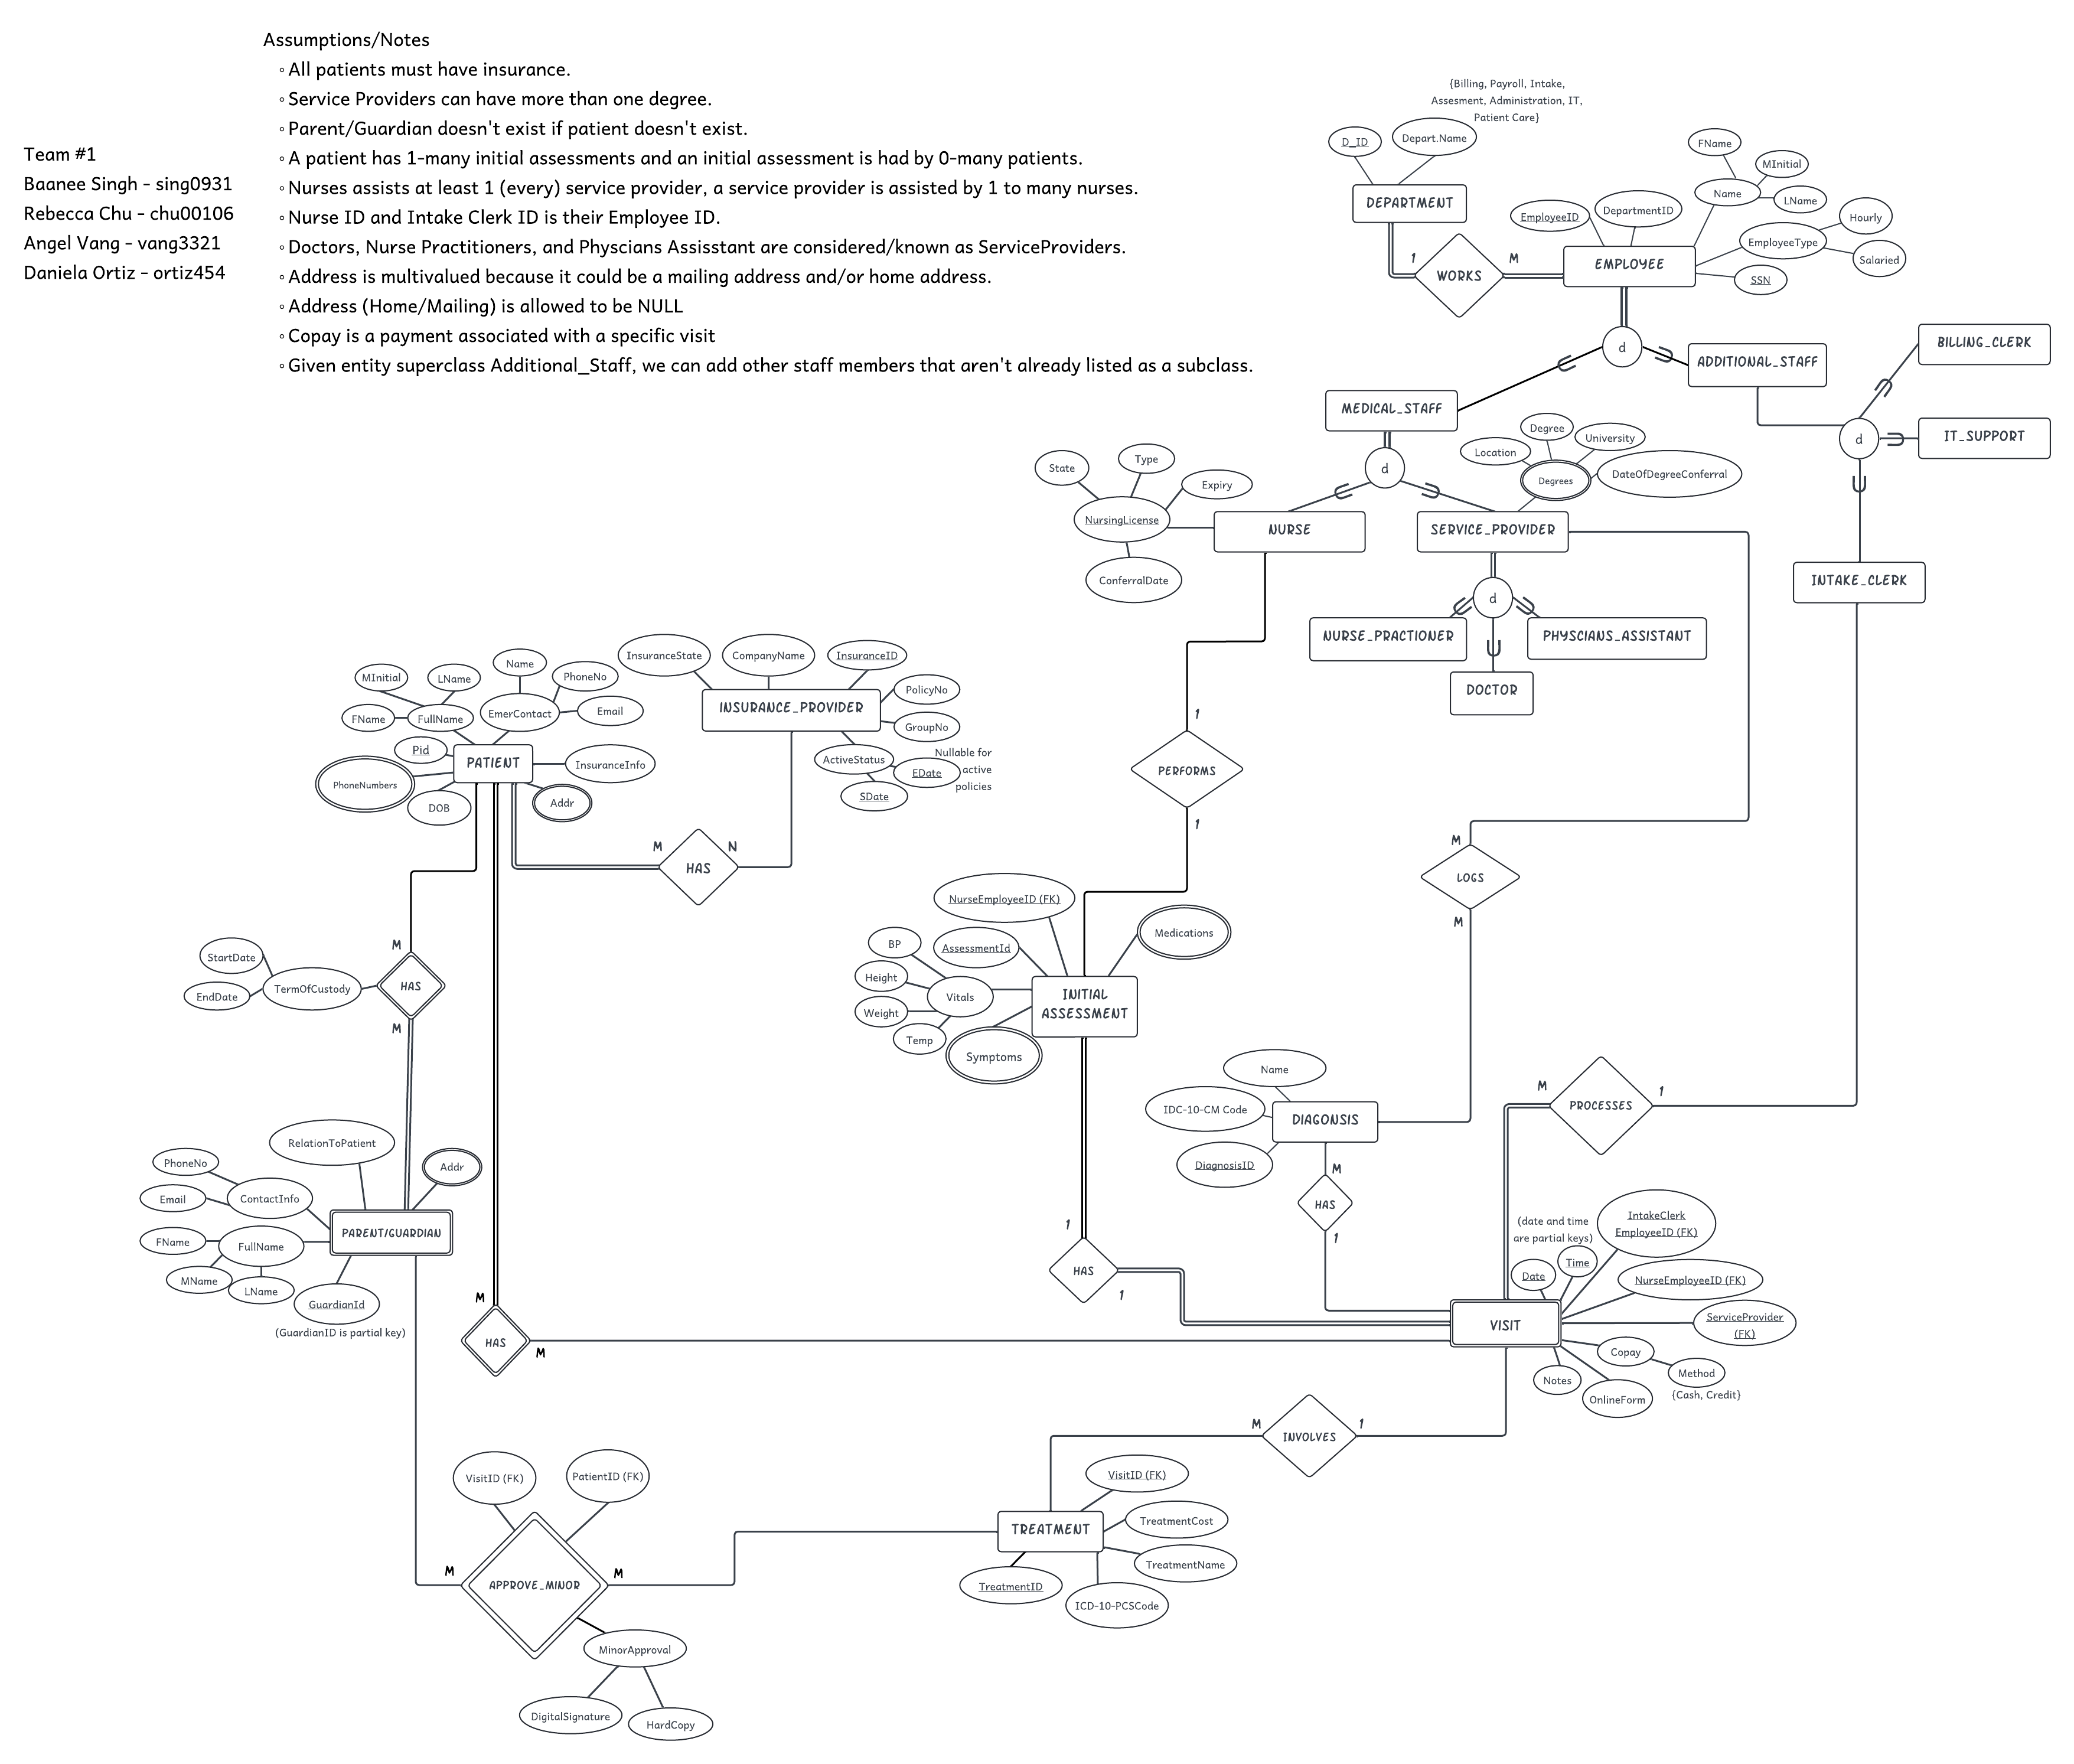 Assumptions/Notes
◦ All patients must have insurance.
◦ Service Providers can have more than one degree.
◦ Parent/Guardian doesn't exist if patient doesn't exist.
◦ A patient has 1-many initial assessments and an initial assessment is had by 0-many patients.
◦ Nurses assists at least 1 (every) service provider, a service provider is assisted by 1 to many nurses.
◦ Nurse ID and Intake Clerk ID is their Employee ID.
◦ Doctors, Nurse Practitioners, and Physcians Assisstant are considered/known as ServiceProviders.
◦ Address is multivalued because it could be a mailing address and/or home address.
◦ Address (Home/Mailing) is allowed to be NULL
◦ Copay is a payment associated with a specific visit
◦ Given entity superclass Additional_Staff, we can add other staff members that aren't already listed as a subclass.
Team #1
Baanee Singh - sing0931
Rebecca Chu - chu00106
Angel Vang - vang3321
Daniela Ortiz - ortiz454
{Billing, Payroll, Intake,
Assesment, Administration, IT,
Patient Care}
D_ID
Depart.Name
DEPARTMENT
1
WORKS
M
FName
MInitial
Name
LName
EmployeeID
DepartmentID
Hourly
EmployeeType
Salaried
SSN
EMPLOYEE
d
ADDITIONAL_STAFF
BILLING_CLERK
d
IT_SUPPORT
INTAKE_CLERK
MEDICAL_STAFF
d
Degree
University
Location
Degrees
DateOfDegreeConferral
State
Type
Expiry
NursingLicense
ConferralDate
NURSE
SERVICE_PROVIDER
d
NURSE_PRACTIONER
PHYSCIANS_ASSISTANT
DOCTOR
InsuranceState
CompanyName
InsuranceID
PolicyNo
GroupNo
INSURANCE_PROVIDER
ActiveStatus
EDate
SDate
Nullable for
active
policies
MInitial
LName
Name
PhoneNo
FName
FullName
EmerContact
Email
Pid
PATIENT
InsuranceInfo
PhoneNumbers
DOB
Addr
M
HAS
N
1
PERFORMS
1
M
LOGS
M
NurseEmployeeID (FK)
Medications
BP
AssessmentId
Height
Vitals
Weight
Temp
Symptoms
INITIAL
ASSESSMENT
M
HAS
M
StartDate
TermOfCustody
EndDate
Name
IDC-10-CM Code
DiagnosisID
DIAGONSIS
M
HAS
1
M
PROCESSES
1
RelationToPatient
Addr
PhoneNo
ContactInfo
Email
PARENT/GUARDIAN
FName
FullName
MName
LName
GuardianId
(GuardianID is partial key)
1
HAS
1
(date and time
are partial keys)
IntakeClerk
EmployeeID (FK)
Date
Time
NurseEmployeeID (FK)
ServiceProvider
(FK)
VISIT
Copay
Method
{Cash, Credit}
Notes
OnlineForm
M
HAS
M
M
INVOLVES
1
VisitID (FK)
PatientID (FK)
M
APPROVE_MINOR
M
MinorApproval
DigitalSignature
HardCopy
VisitID (FK)
TREATMENT
TreatmentCost
TreatmentName
TreatmentID
ICD-10-PCSCode